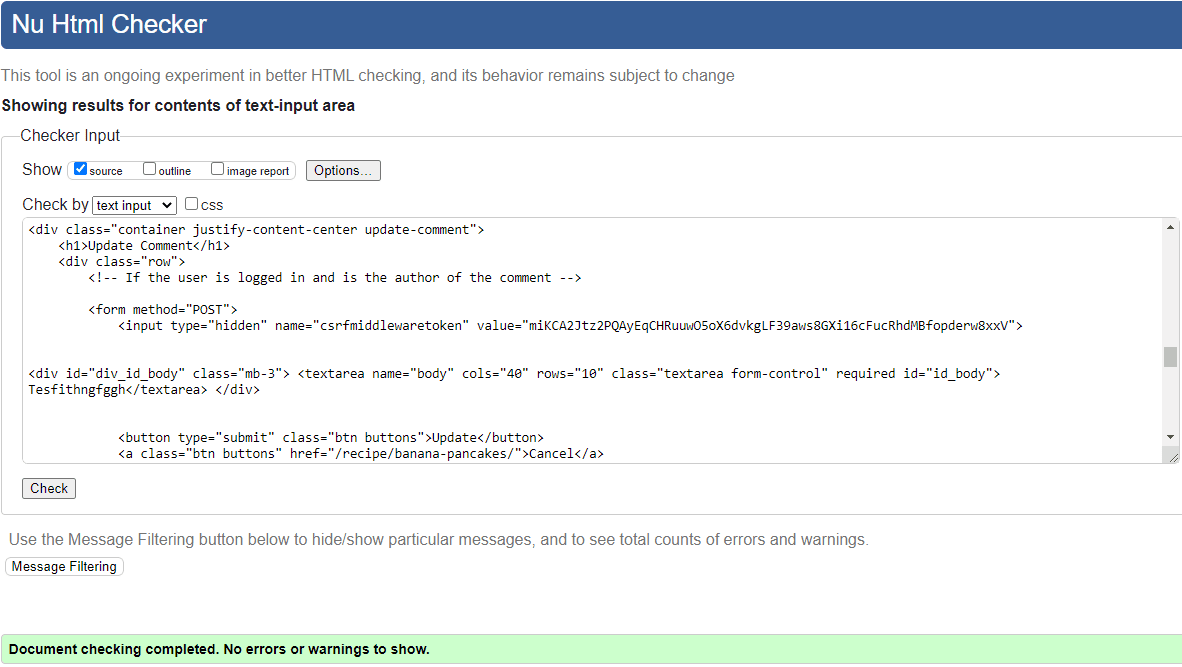 Nu Html Checker
This tool is an ongoing experiment in better HTML checking, and its behavior remains subject to change
Showing results for contents of text-input area
Checker Input
Show source outline image report Options...
Check by text input css
<div class="container justify-content-center update-comment">
<h1>Update Comment</h1>
<div class="row">
<!-- If the user is logged in and is the author of the comment -->
<form method="POST">
<input type="hidden" name="csrfmiddlewaretoken" value="miKCA2Jtz2PQAyEqCHRuuwO5oX6dvkgLF39aws8GXi16cFucRhdMBfopderw8xxV">
<div id="div_id_body" class="mb-3"> <textarea name="body" cols="40" rows="10" class="textarea form-control" required id="id_body">
Tesfithngfggh</textarea> </div>
<button type="submit" class="btn buttons">Update</button>
<a class="btn buttons" href="/recipe/banana-pancakes/">Cancel</a>
Check
Use the Message Filtering button below to hide/show particular messages, and to see total counts of errors and warnings.
Message Filtering
Document checking completed. No errors or warnings to show.